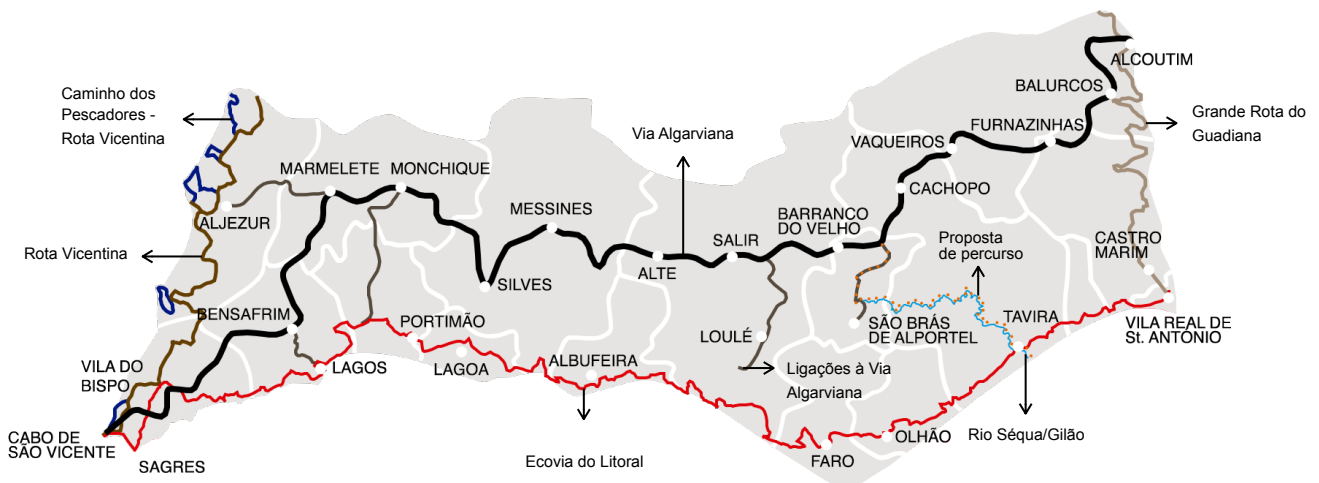 Caminho dos
Pescadores -
Rota Vicentina
Rota Vicentina
ALJEZUR
MARMELETE
MONCHIQUE
MESSINES
SILVES
BENSAFRIM
VILA DO
BISPO
CABO DE
SÃO VICENTE
SAGRES
LAGOS
PORTIMÃO
LAGOA
ALBUFEIRA
Ecovia do Litoral
Via Algarviana
ALTE
SALIR
BARRANCO
DO VELHO
LOULÉ
Ligações à Via
Algarviana
SÃO BRÁS
DE ALPORTEL
Proposta
de percurso
CACHOPO
VAQUEIROS
FURNAZINHAS
BALURCOS
ALCOUTIM
Grande Rota do
Guadiana
CASTRO
MARIM
TAVIRA
VILA REAL DE
St. ANTÓNIO
Rio Séqua/Gilão
OLHÃO
FARO